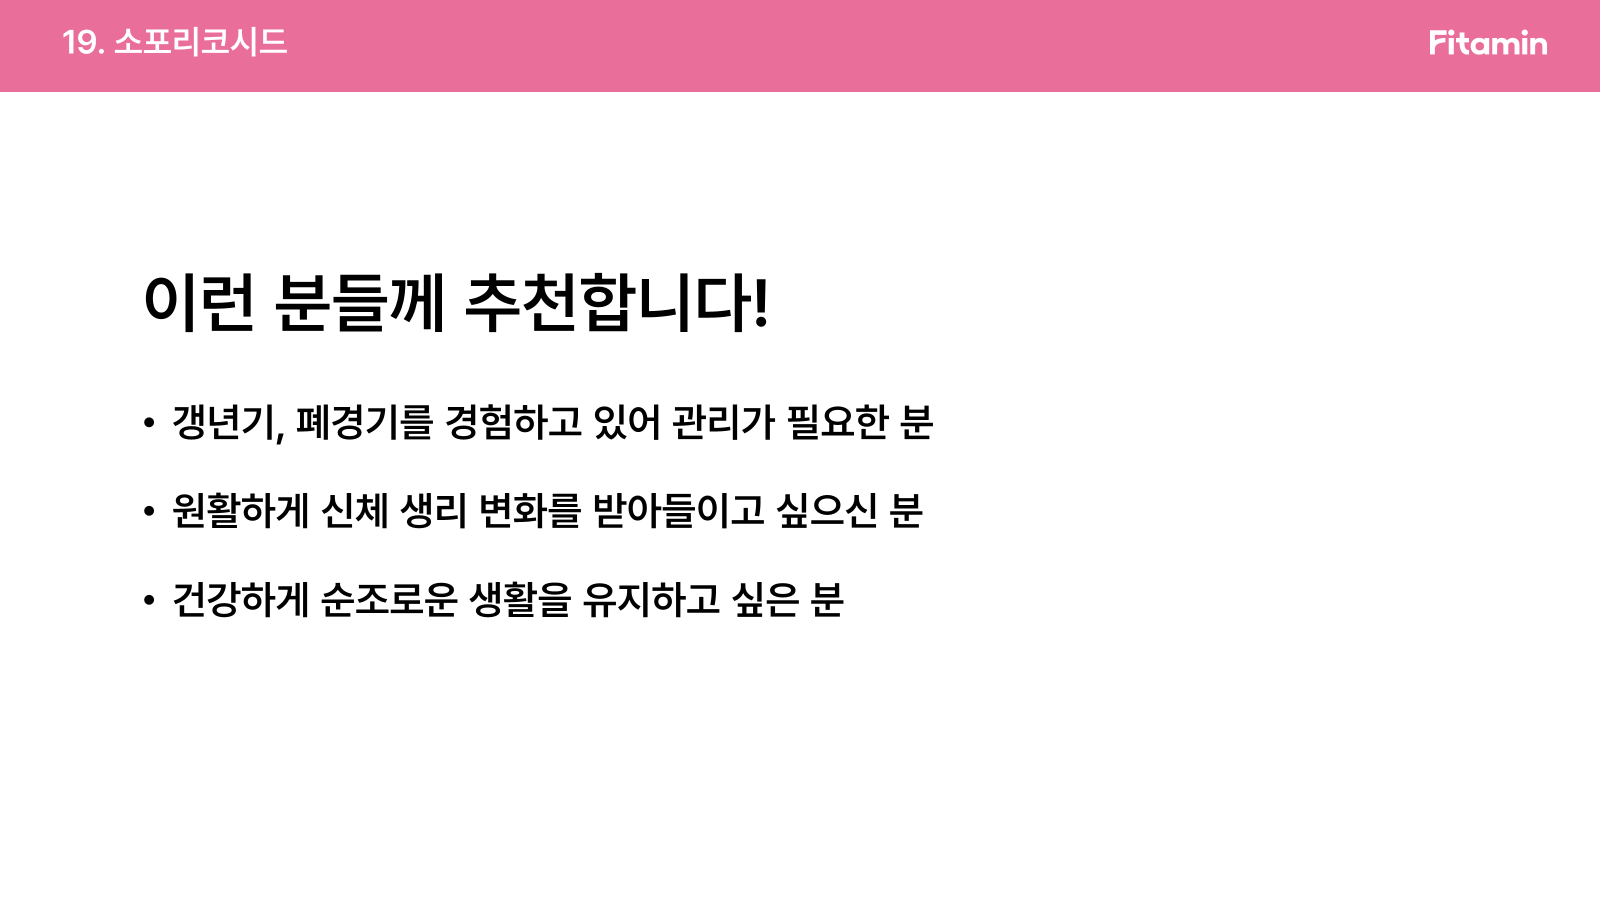 19. 소포리코시드
Fitamin
이런 분들께 추천합니다!
• 갱년기, 폐경기를 경험하고 있어 관리가 필요한 분
• 원활하게 신체 생리 변화를 받아들이고 싶으신 분
• 건강하게 순조로운 생활을 유지하고 싶은 분